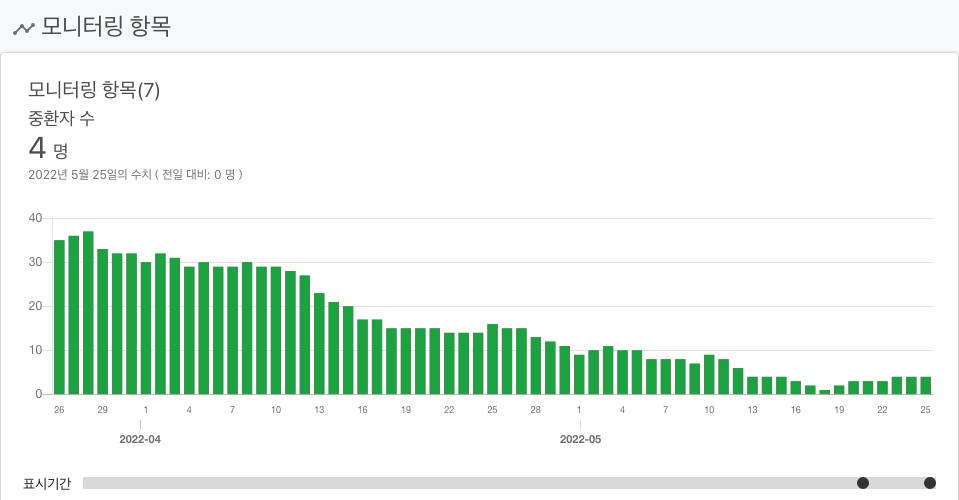 모니터링 항목
모니터링 항목(7)
중환자 수
4 명
2022년 5월 25일의 수치 ( 전일 대비: 0 명 )
40
30
20
10
0
26 29 1 4 7 10 13 16 19 22 25 28 1 4 7 10 13 16 19 22 25
2022-04 2022-05
표시기간